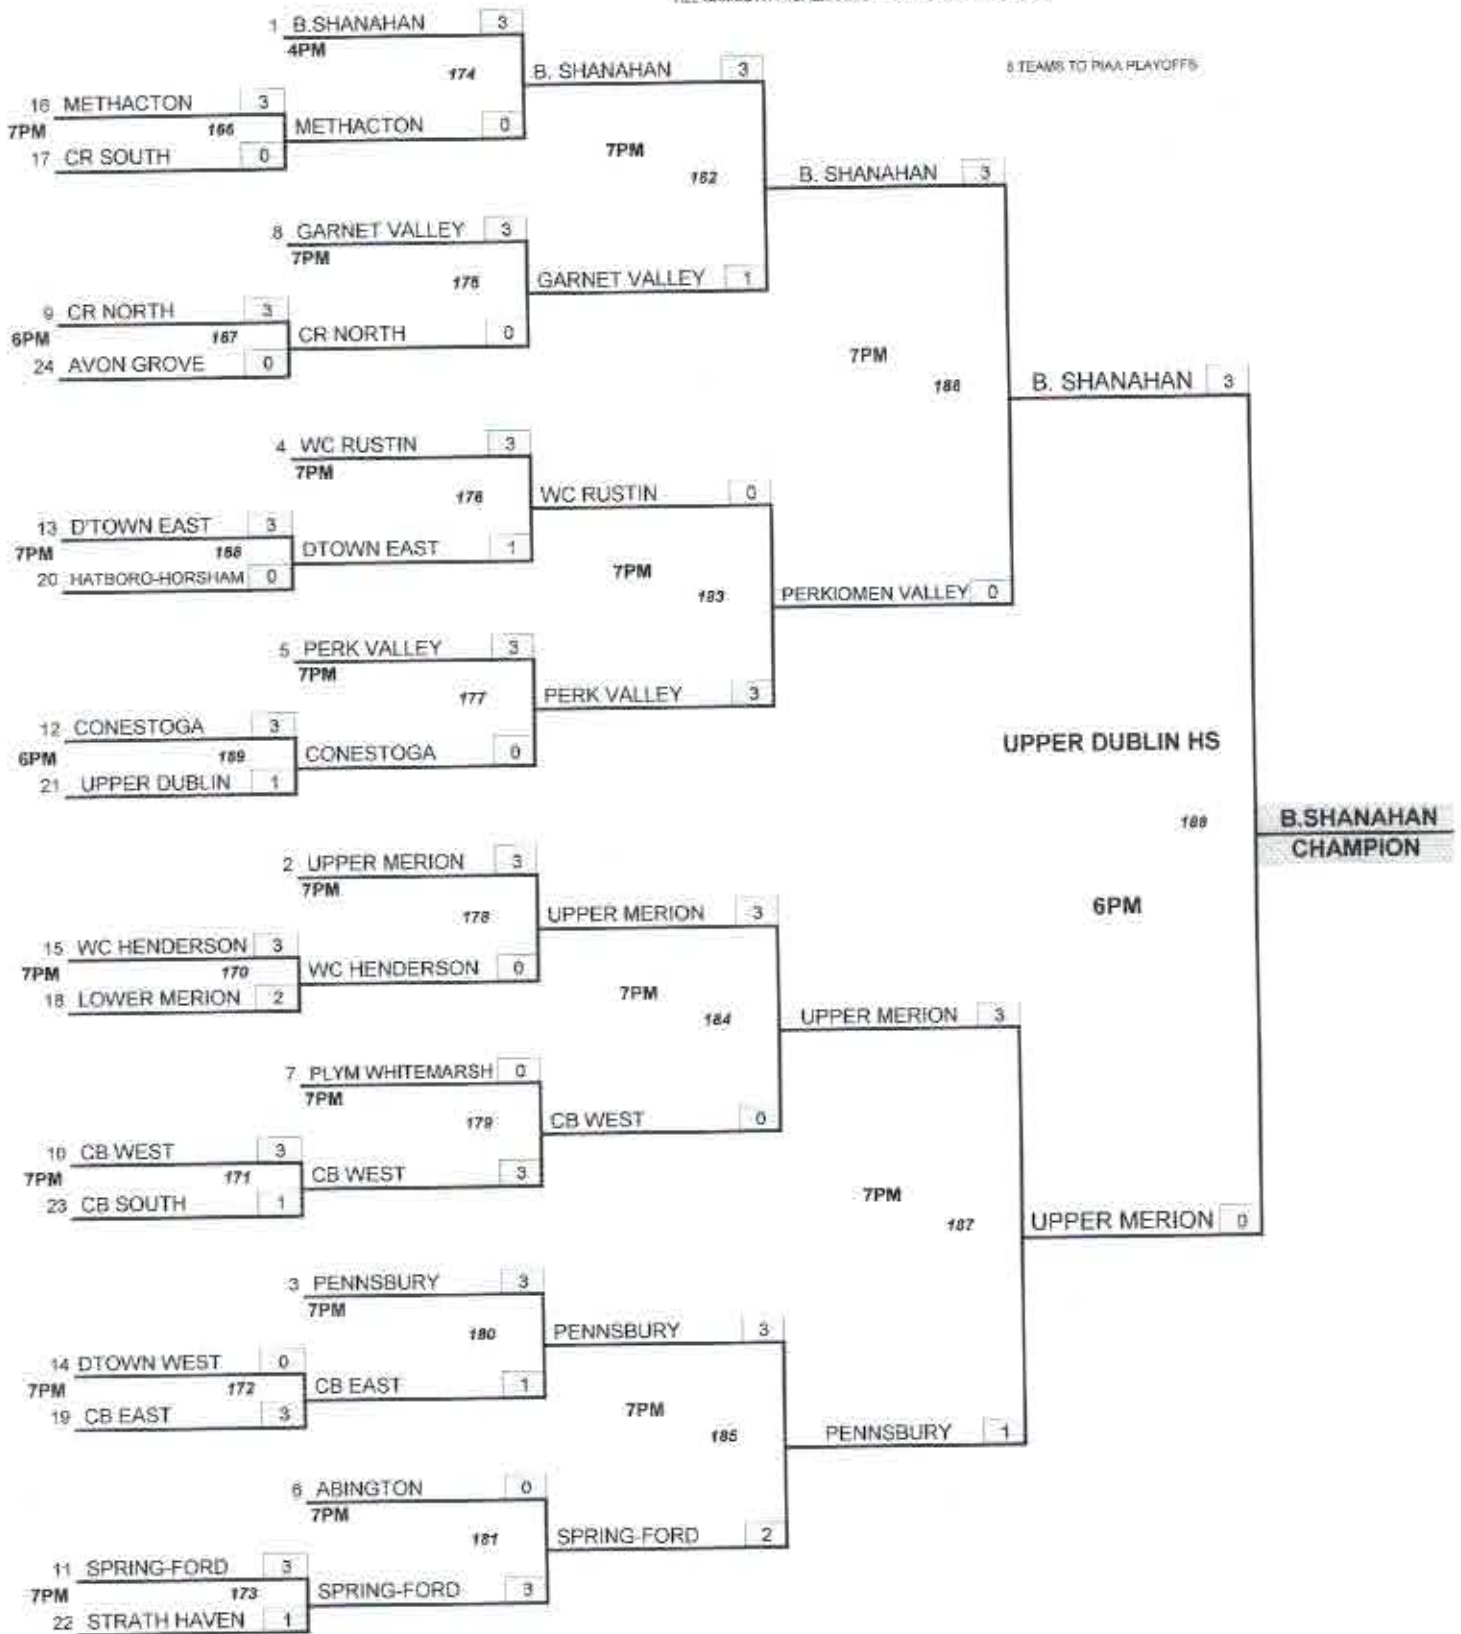 5 TEAMS TO PIAA PLAYOFFS
1 B.SHANAHAN 3
4PM
174
B. SHANAHAN 3
16 METHACTON 3
7PM
166
METHACTON 0
17 CR SOUTH 0
7PM
182
B. SHANAHAN 3
8 GARNET VALLEY 3
7PM
175
GARNET VALLEY 1
9 CR NORTH 3
6PM
167
CR NORTH 0
24 AVON GROVE 0
7PM
186
B. SHANAHAN 3
4 WC RUSTIN 3
7PM
176
WC RUSTIN 0
13 D'TOWN EAST 3
7PM
168
DTOWN EAST 1
20 HATBORO-HORSHAM 0
7PM
183
PERKIOMEN VALLEY 0
5 PERK VALLEY 3
7PM
177
PERK VALLEY 3
12 CONESTOGA 3
6PM
169
CONESTOGA 0
21 UPPER DUBLIN 1
UPPER DUBLIN HS
188
B.SHANAHAN
CHAMPION
6PM
2 UPPER MERION 3
7PM
178
UPPER MERION 3
15 WC HENDERSON 3
7PM
170
WC HENDERSON 0
18 LOWER MERION 2
7PM
184
UPPER MERION 3
7 PLYM WHITEMARSH 0
7PM
179
CB WEST 0
10 CB WEST 3
7PM
171
CB WEST 3
23 CB SOUTH 1
7PM
187
UPPER MERION 0
3 PENNSBURY 3
7PM
180
PENNSBURY 3
14 DTOWN WEST 0
7PM
172
CB EAST 1
19 CB EAST 3
7PM
185
PENNSBURY 1
6 ABINGTON 0
7PM
181
SPRING-FORD 2
11 SPRING-FORD 3
7PM
173
SPRING-FORD 3
22 STRATH HAVEN 1